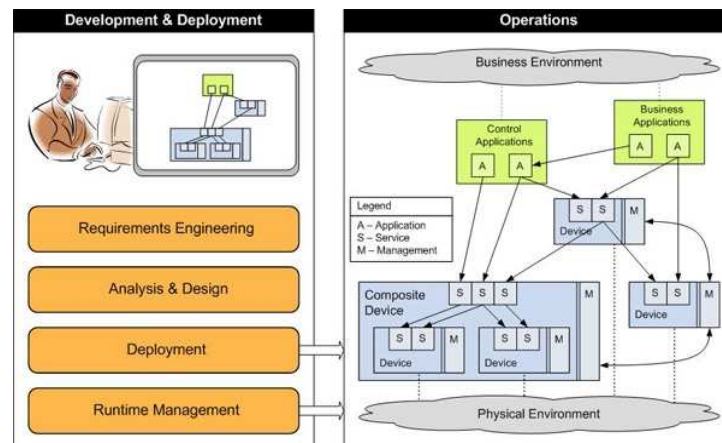 Development & Deployment
Requirements Engineering
Analysis & Design
Deployment
Runtime Management
Operations
Business Environment
Control
Applications
A A
Business
Applications
A A
Legend
A – Application
S – Service
M – Management
S S
Device
M
Composite
Device
S S S
M
S S
Device
M
S S
Device
M
S S
Device
M
Physical Environment